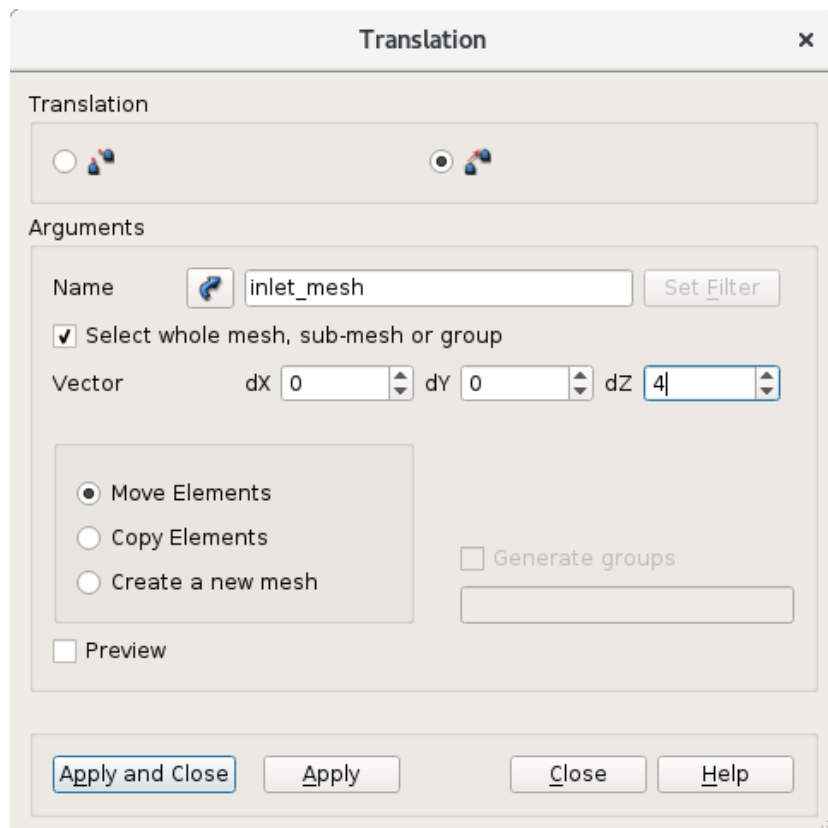 Translation
Translation
Arguments
Name inlet_mesh Set Filter
Select whole mesh, sub-mesh or group
Vector dX 0 dY 0 dZ 4
Move Elements
Copy Elements
Generate groups
Create a new mesh
Preview
Apply and Close Apply Close Help